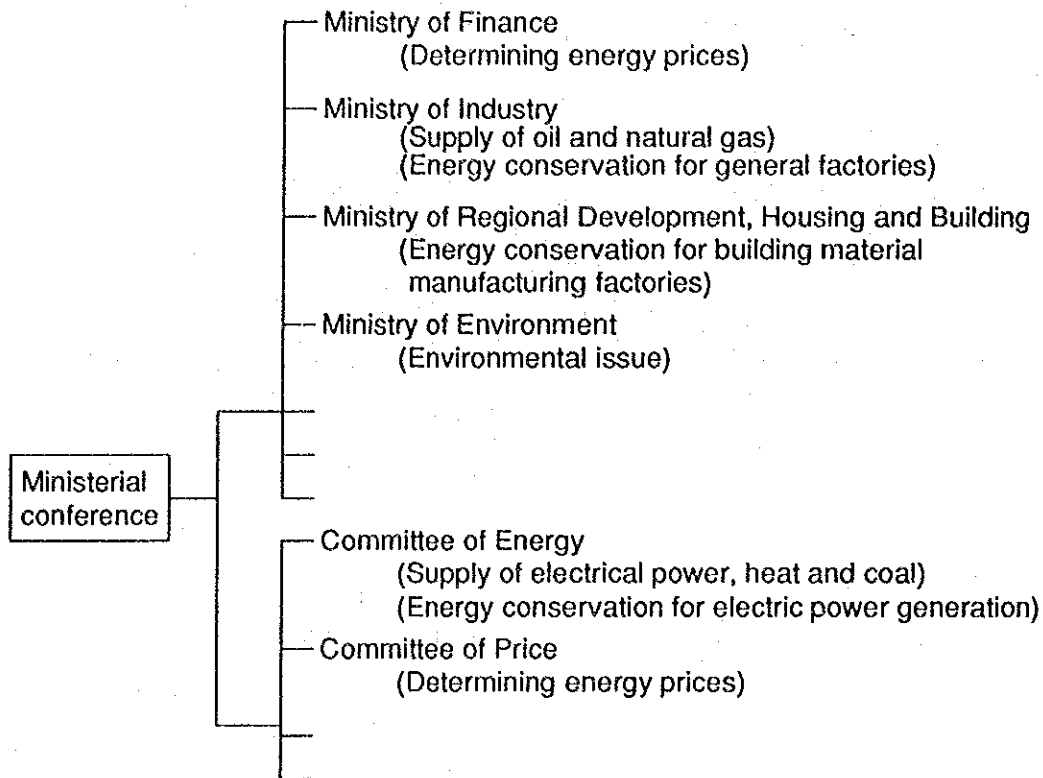 Ministry of Finance
(Determining energy prices)
Ministry of Industry
(Supply of oil and natural gas)
(Energy conservation for general factories)
Ministry of Regional Development, Housing and Building
(Energy conservation for building material
manufacturing factories)
Ministry of Environment
(Environmental issue)
Ministerial
conference
Committee of Energy
(Supply of electrical power, heat and coal)
(Energy conservation for electric power generation)
Committee of Price
(Determining energy prices)